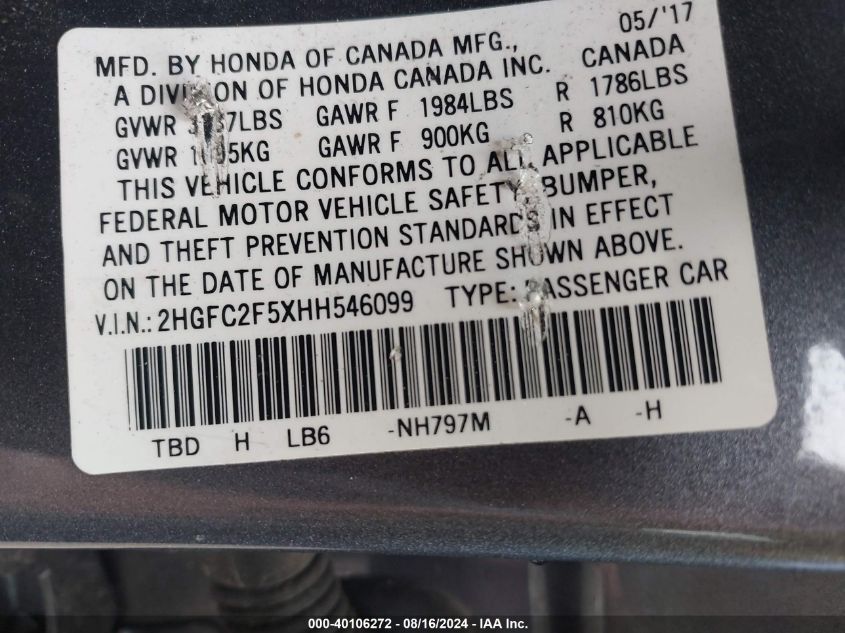 05/'17
MFD. BY HONDA OF CANADA MFG., CANADA
A DIVISION OF HONDA CANADA INC.
GVWR GAWR F 1984LBS R 1786LBS
GVWR GAWR F 900KG R 810KG
THIS VEHICLE CONFORMS TO ALL APPLICABLE
FEDERAL MOTOR VEHICLE SAFETY, BUMPER,
AND THEFT PREVENTION STANDARDS IN EFFECT
ON THE DATE OF MANUFACTURE SHOWN ABOVE.
V.I.N.: 2HGFC2F5XHH546099 TYPE: PASSENGER CAR
TBD H LB6 -NH797M -A -H
000-40106272 - 08/16/2024 - IAA Inc.